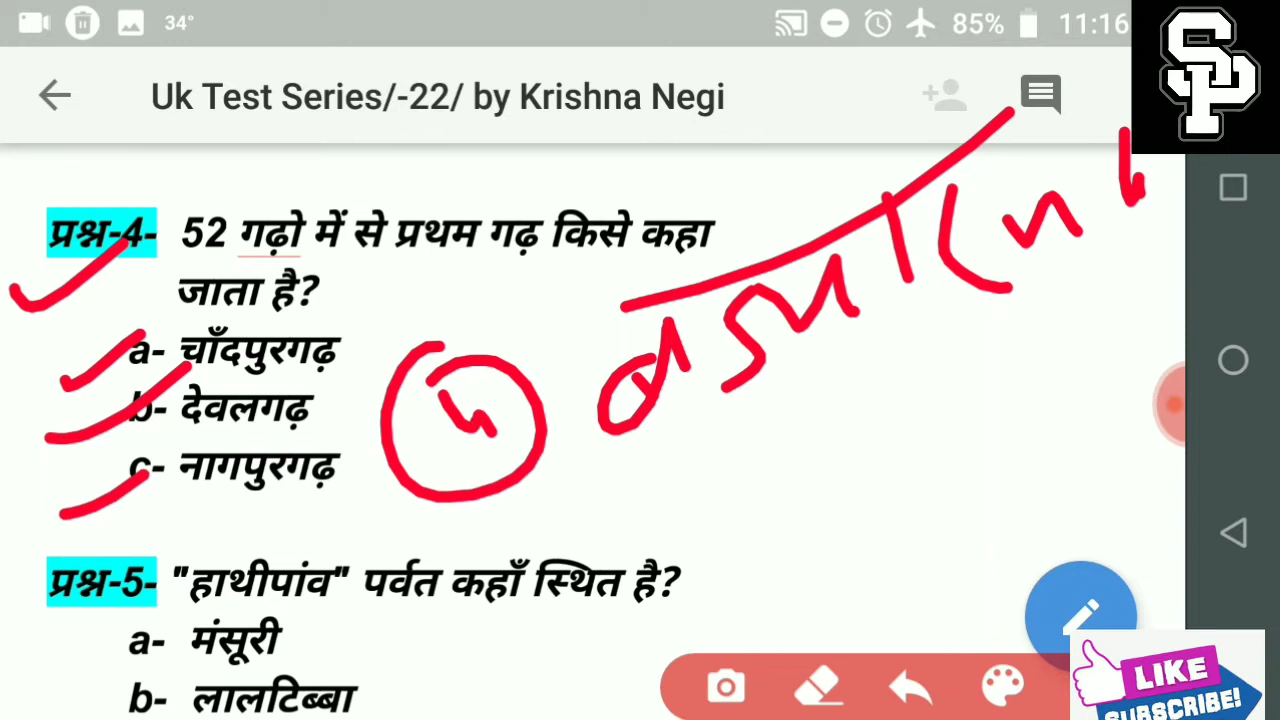 34°
85% 11:16
Uk Test Series/-22/ by Krishna Negi
प्रश्न-4- 52 गढ़ो में से प्रथम गढ़ किसे कहा
जाता है?
a- चाँदपुरगढ़
b- देवलगढ़
c- नागपुरगढ़
प्रश्न-5- "हाथीपांव" पर्वत कहाँ स्थित है?
a- मंसूरी
b- लालटिब्बा
LIKE
SUBSCRIBE!